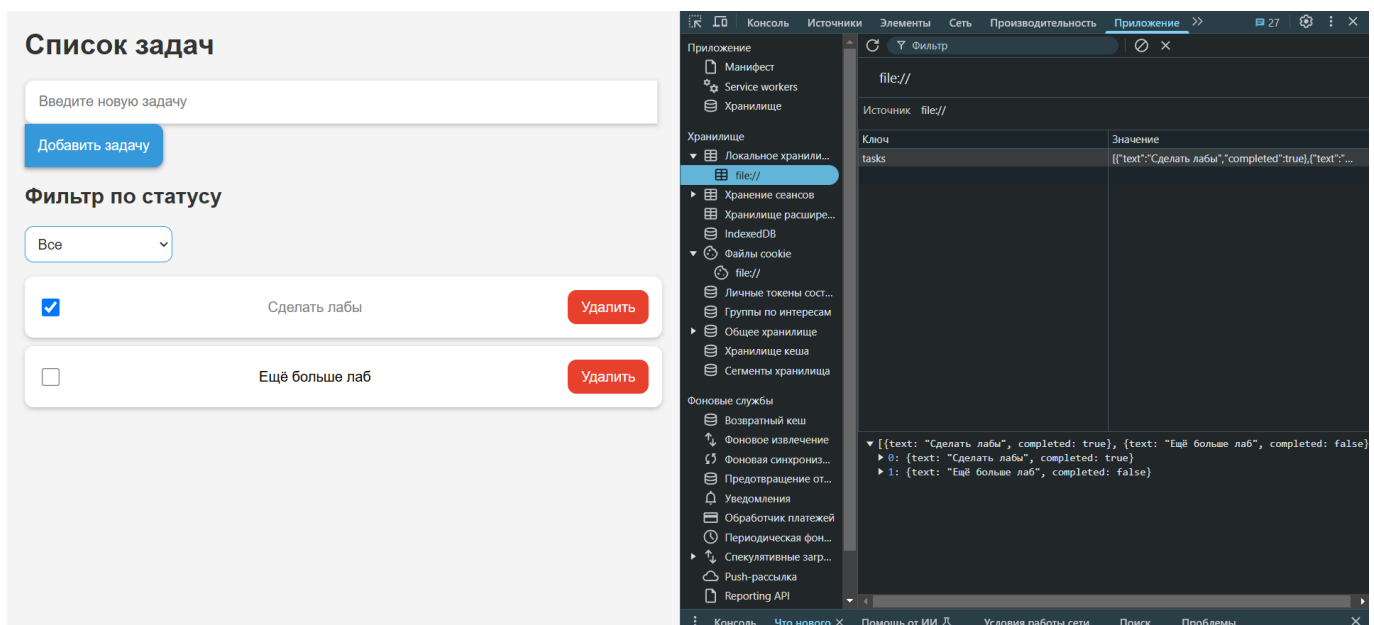 Список задач
Введите новую задачу
Добавить задачу
Фильтр по статусу
Все
Сделать лабы
Удалить
Ещё больше лаб
Удалить
Консоль Источники Элементы Сеть Производительность Приложение 27
Приложение
Манифест
Service workers
Хранилище
Хранилище
Локальное хранили...
file://
Хранение сеансов
Хранилище расшире...
IndexedDB
Файлы cookie
file://
Личные токены сост...
Группы по интересам
Общее хранилище
Хранилище кеша
Сегменты хранилища
Фоновые службы
Возвратный кеш
Фоновое извлечение
Фоновая синхрониз...
Предотвращение от...
Уведомления
Обработчик платежей
Периодическая фон...
Спекулятивные загр...
Push-рассылка
Reporting API
Фильтр
file://
Источник file://
Ключ Значение
tasks [{"text":"Сделать лабы","completed":true},{"text":"...
[{text: "Сделать лабы", completed: true}, {text: "Ещё больше лаб", completed: false}
0: {text: "Сделать лабы", completed: true}
1: {text: "Ещё больше лаб", completed: false}
Консоль Что нового Помощь от ИИ Условия работы сети Поиск Проблемы